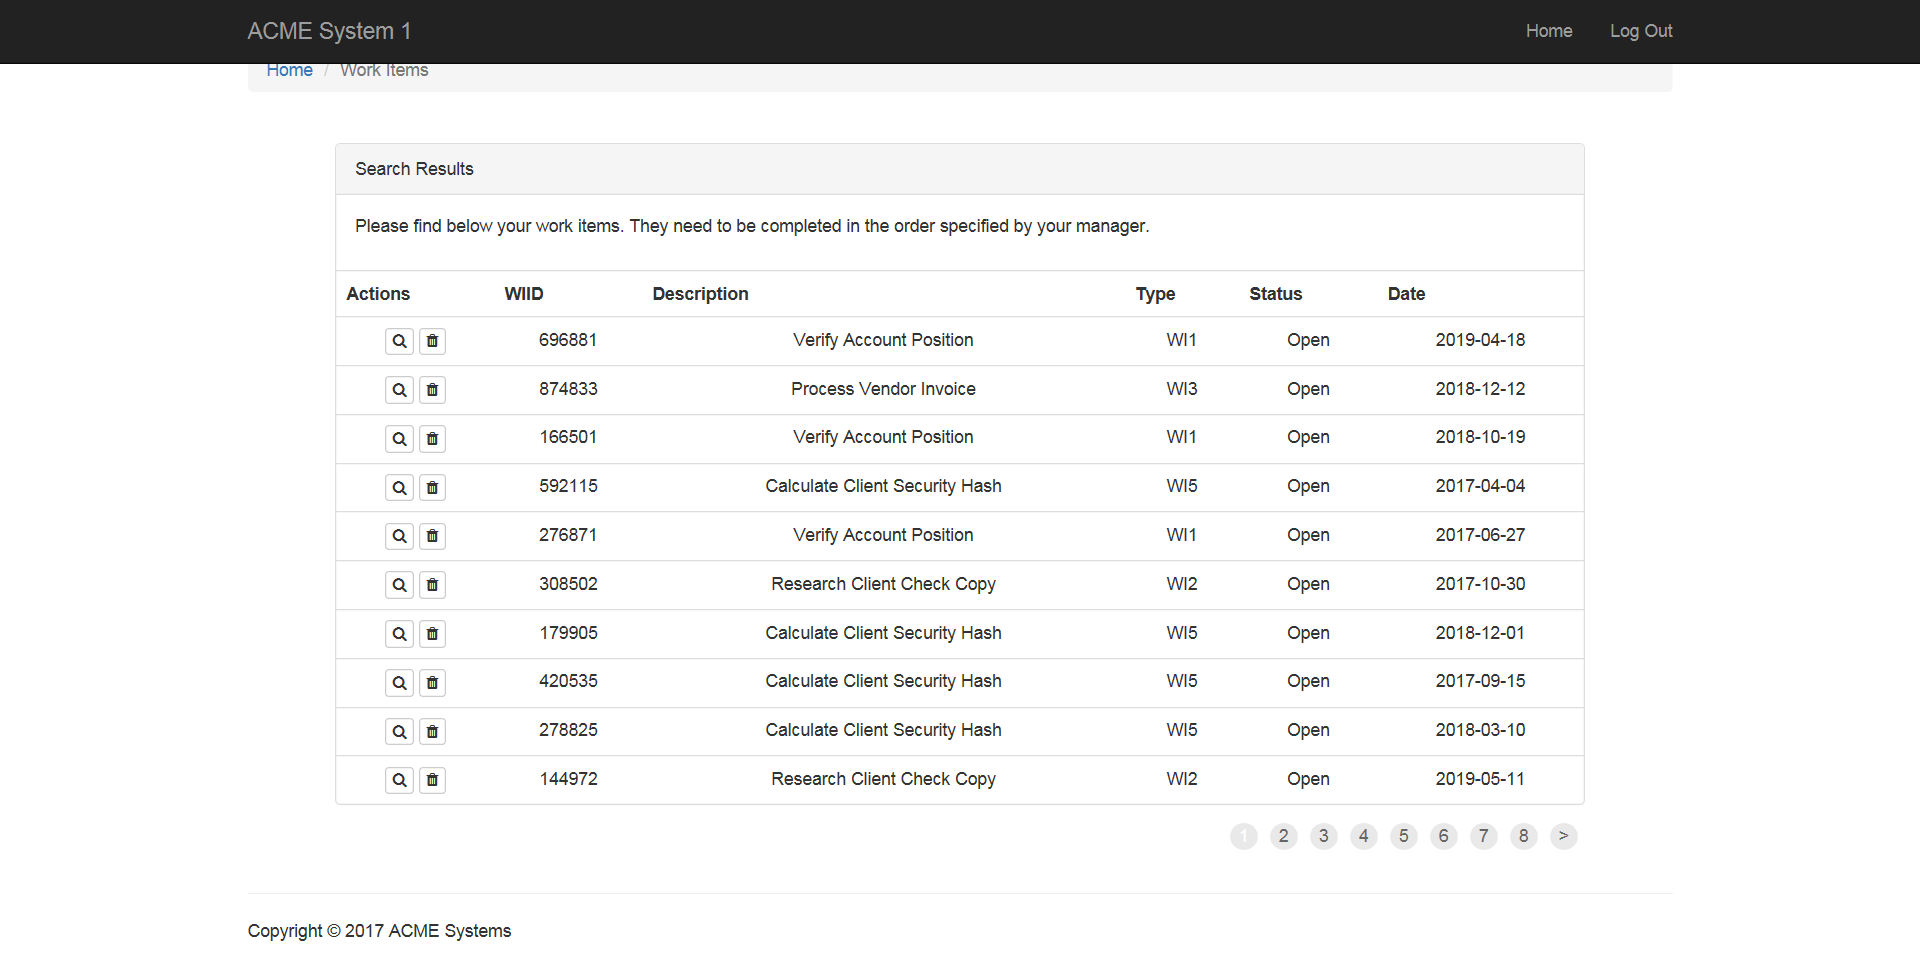 ACME System 1 Home Log Out
Home / Work Items
Search Results
Please find below your work items. They need to be completed in the order specified by your manager.
Actions WIID Description Type Status Date
696881 Verify Account Position WI1 Open 2019-04-18
874833 Process Vendor Invoice WI3 Open 2018-12-12
166501 Verify Account Position WI1 Open 2018-10-19
592115 Calculate Client Security Hash WI5 Open 2017-04-04
276871 Verify Account Position WI1 Open 2017-06-27
308502 Research Client Check Copy WI2 Open 2017-10-30
179905 Calculate Client Security Hash WI5 Open 2018-12-01
420535 Calculate Client Security Hash WI5 Open 2017-09-15
278825 Calculate Client Security Hash WI5 Open 2018-03-10
144972 Research Client Check Copy WI2 Open 2019-05-11
1 2 3 4 5 6 7 8 >
Copyright © 2017 ACME Systems